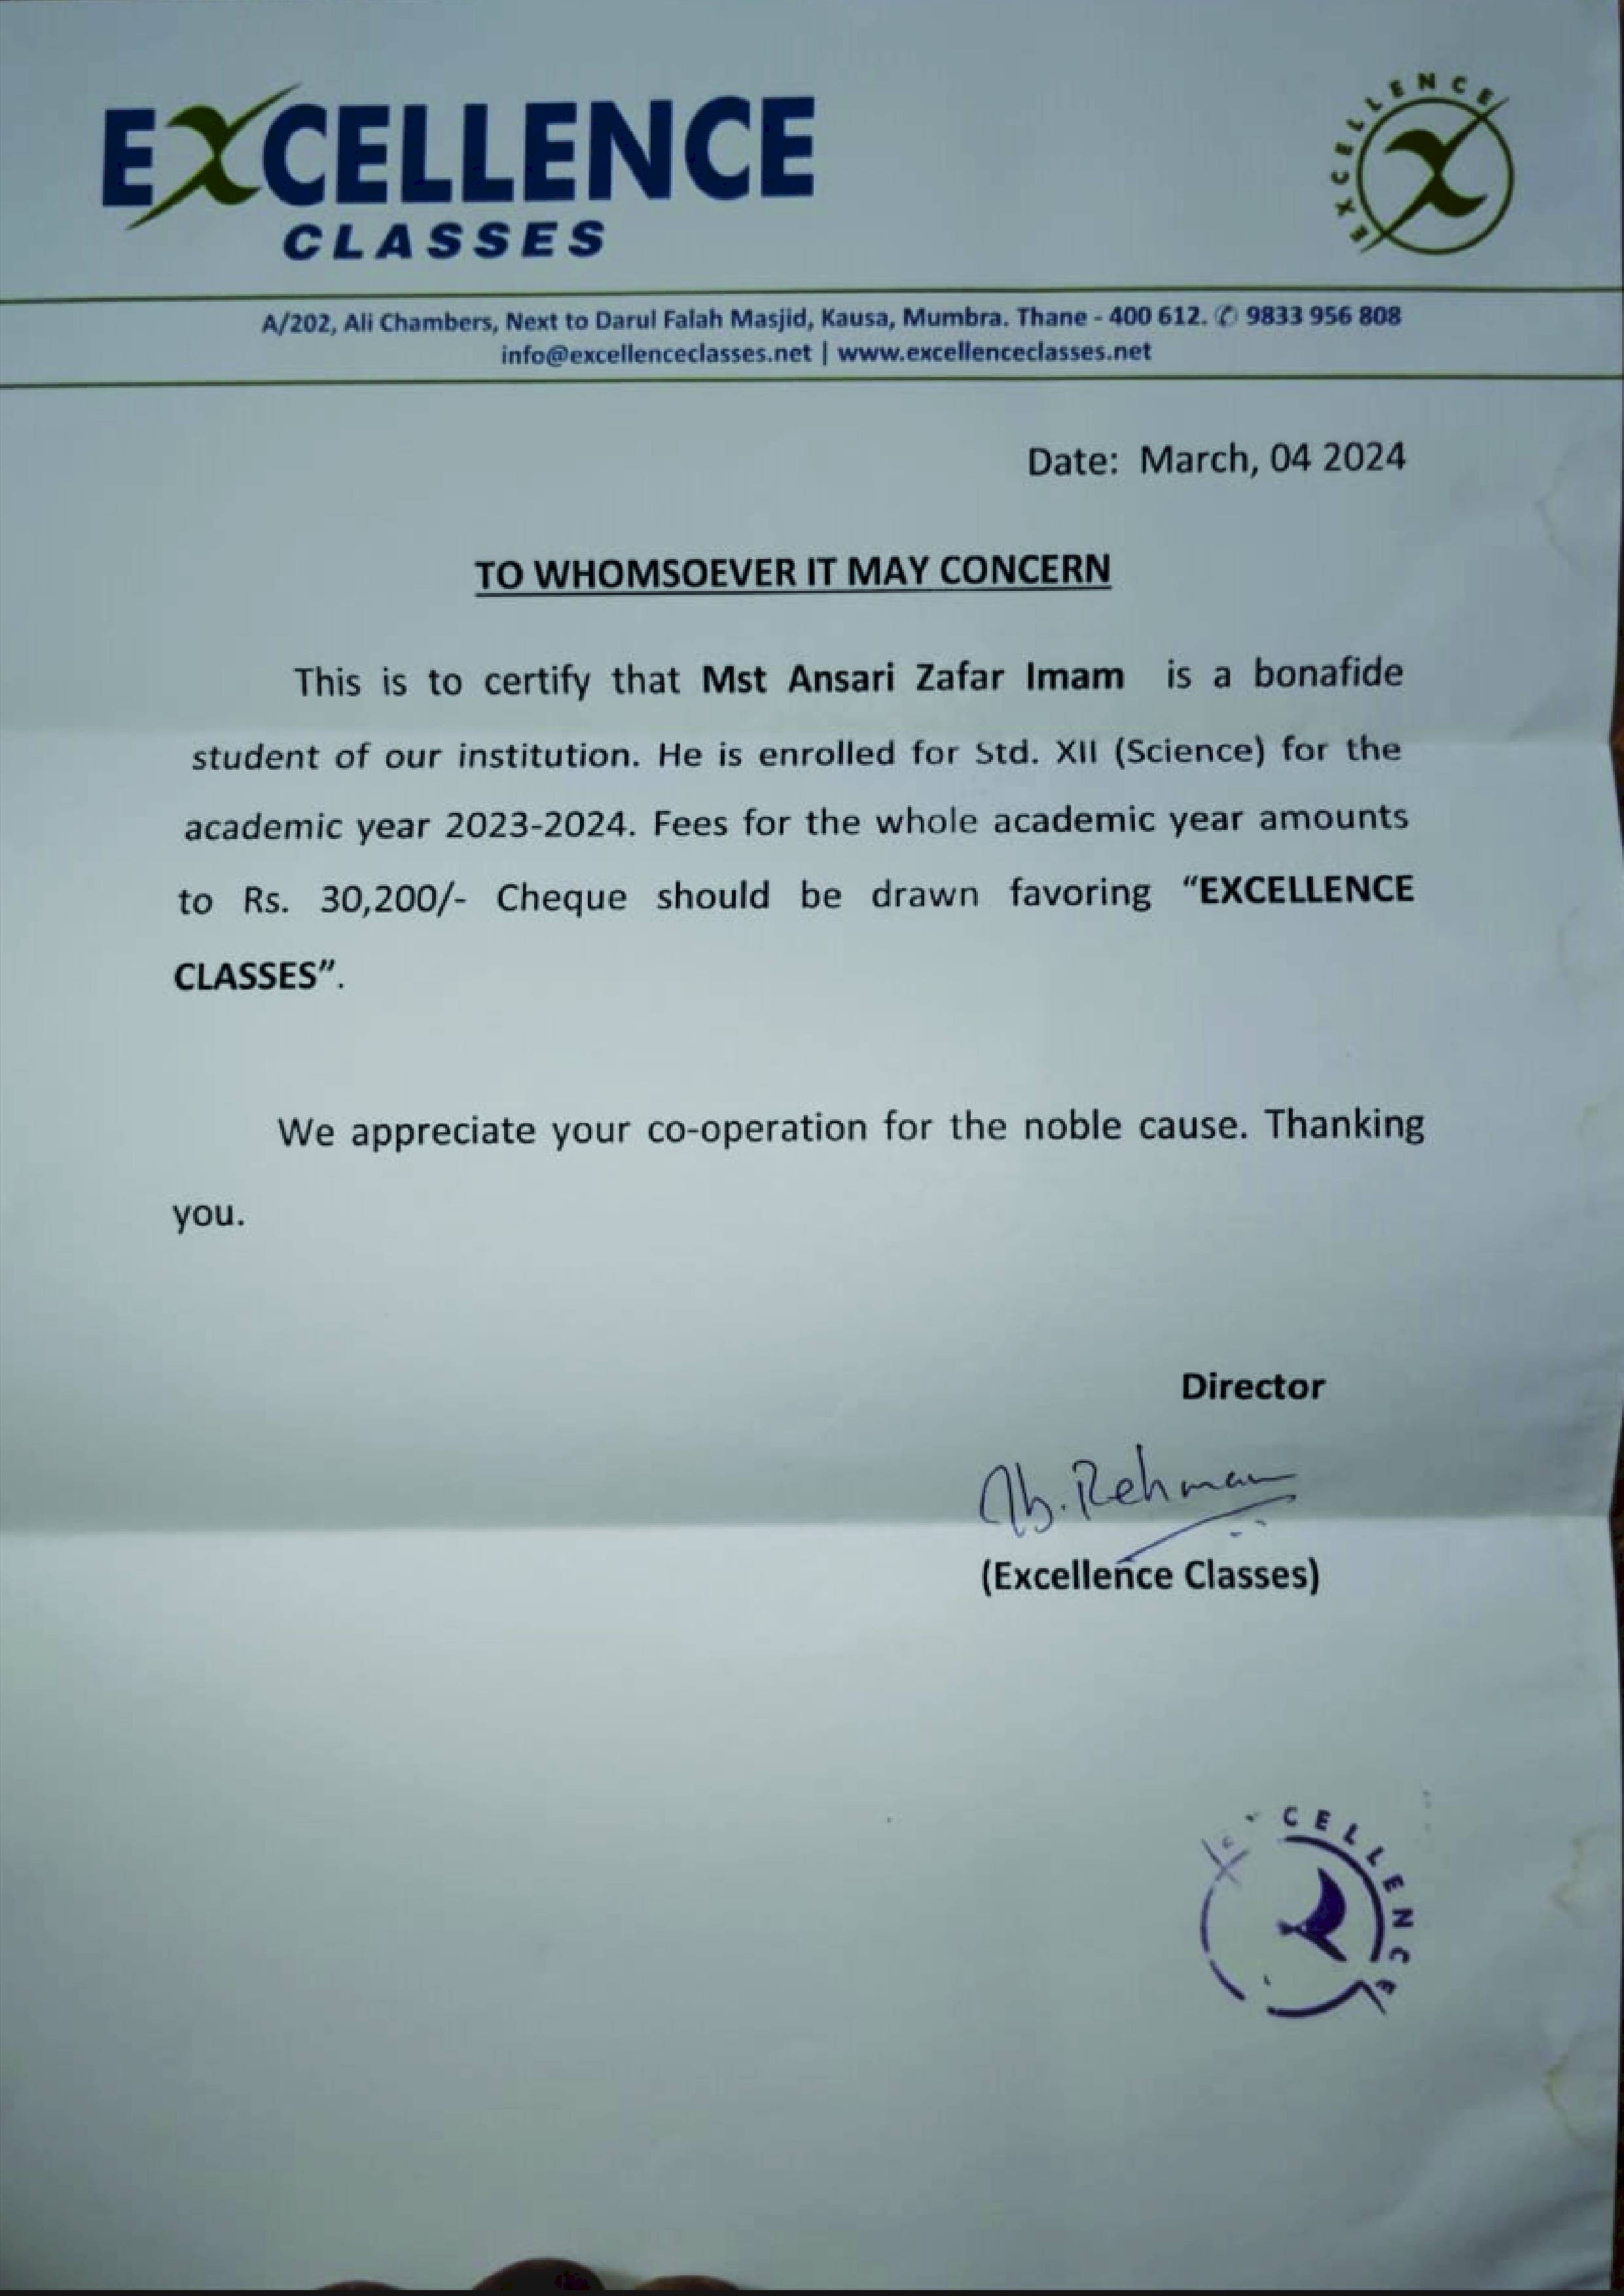 EXCELLENCE
CLASSES
EXCELLENCE
A/202, Ali Chambers, Next to Darul Falah Masjid, Kausa, Mumbra. Thane - 400 612. ✆ 9833 956 808
info@excellenceclasses.net | www.excellenceclasses.net
Date: March, 04 2024
TO WHOMSOEVER IT MAY CONCERN
This is to certify that Mst Ansari Zafar Imam is a bonafide
student of our institution. He is enrolled for Std. XII (Science) for the
academic year 2023-2024. Fees for the whole academic year amounts
to Rs. 30,200/- Cheque should be drawn favoring “EXCELLENCE
CLASSES”.
We appreciate your co-operation for the noble cause. Thanking
you.
Director
Ab. Rehman
(Excellence Classes)
CELLENCE